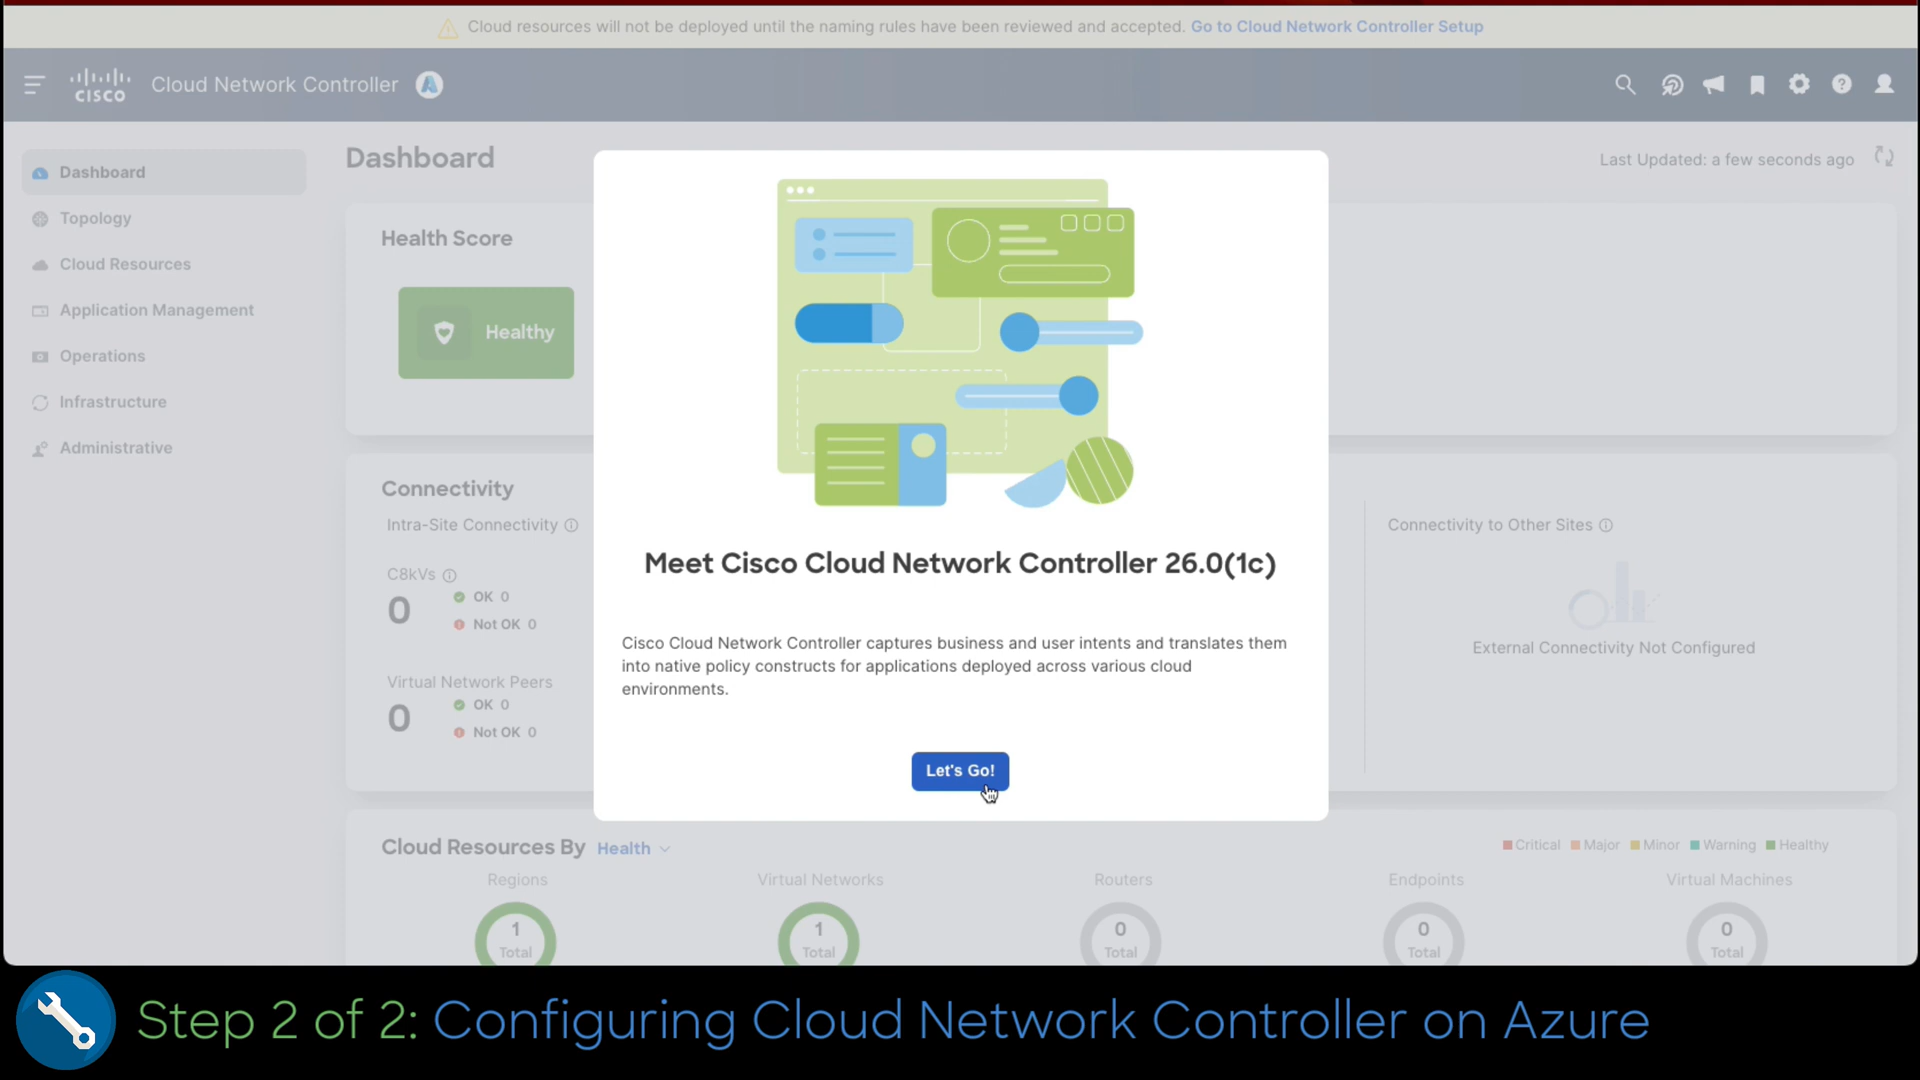 Cloud resources will not be deployed until the naming rules have been reviewed and accepted. Go to Cloud Network Controller Setup
CISCO Cloud Network Controller
Dashboard
Topology
Cloud Resources
Application Management
Operations
Infrastructure
Administrative
Dashboard
Last Updated: a few seconds ago
Health Score
Healthy
Connectivity
Intra-Site Connectivity
C8kVs
0
OK 0
Not OK 0
Virtual Network Peers
0
OK 0
Not OK 0
Connectivity to Other Sites
External Connectivity Not Configured
Meet Cisco Cloud Network Controller 26.0(1c)
Cisco Cloud Network Controller captures business and user intents and translates them
into native policy constructs for applications deployed across various cloud
environments.
Let's Go!
Cloud Resources By Health
Critical Major Minor Warning Healthy
Regions Virtual Networks Routers Endpoints Virtual Machines
1 1 0 0 0
Total Total Total Total Total
Step 2 of 2: Configuring Cloud Network Controller on Azure